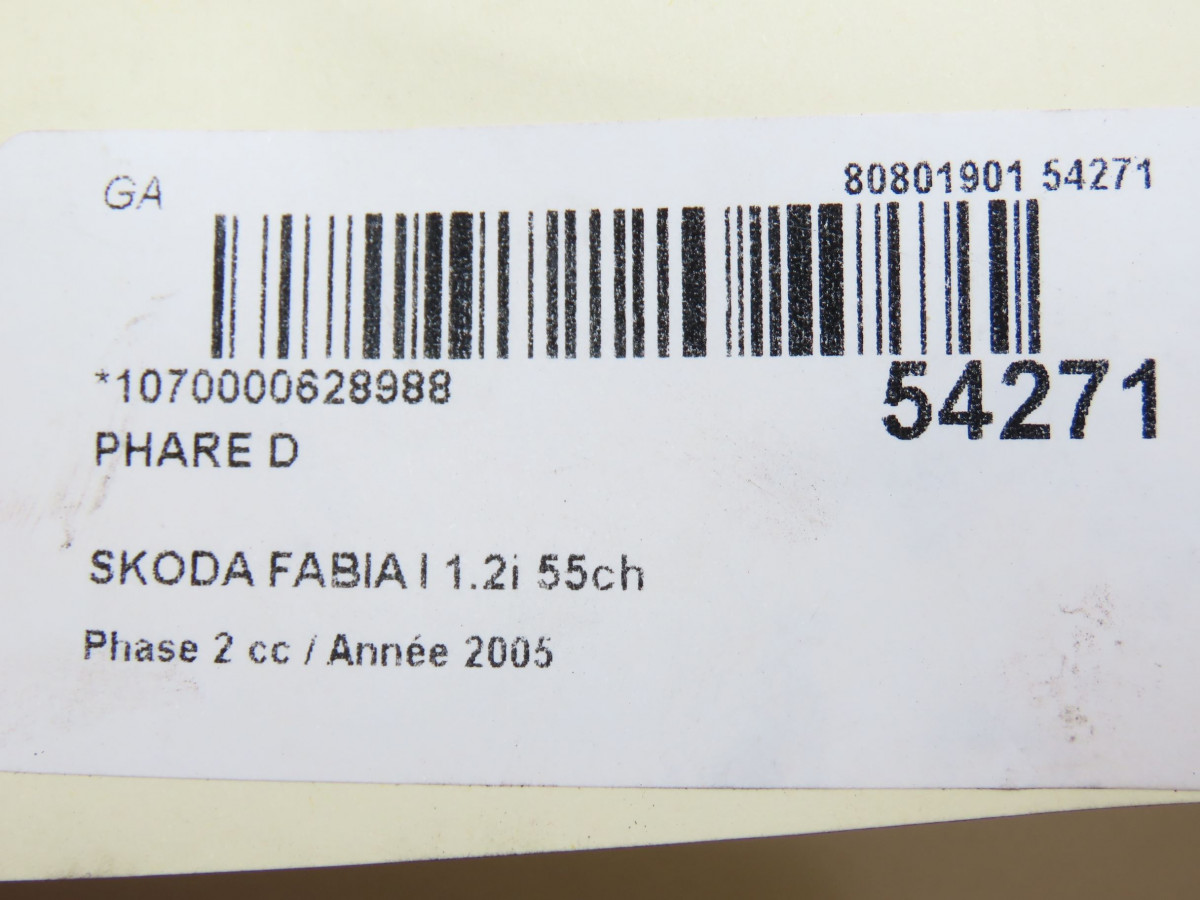 GA
80801901 54271
*1070000628988
54271
PHARE D
SKODA FABIA I 1.2i 55ch
Phase 2 cc / Année 2005